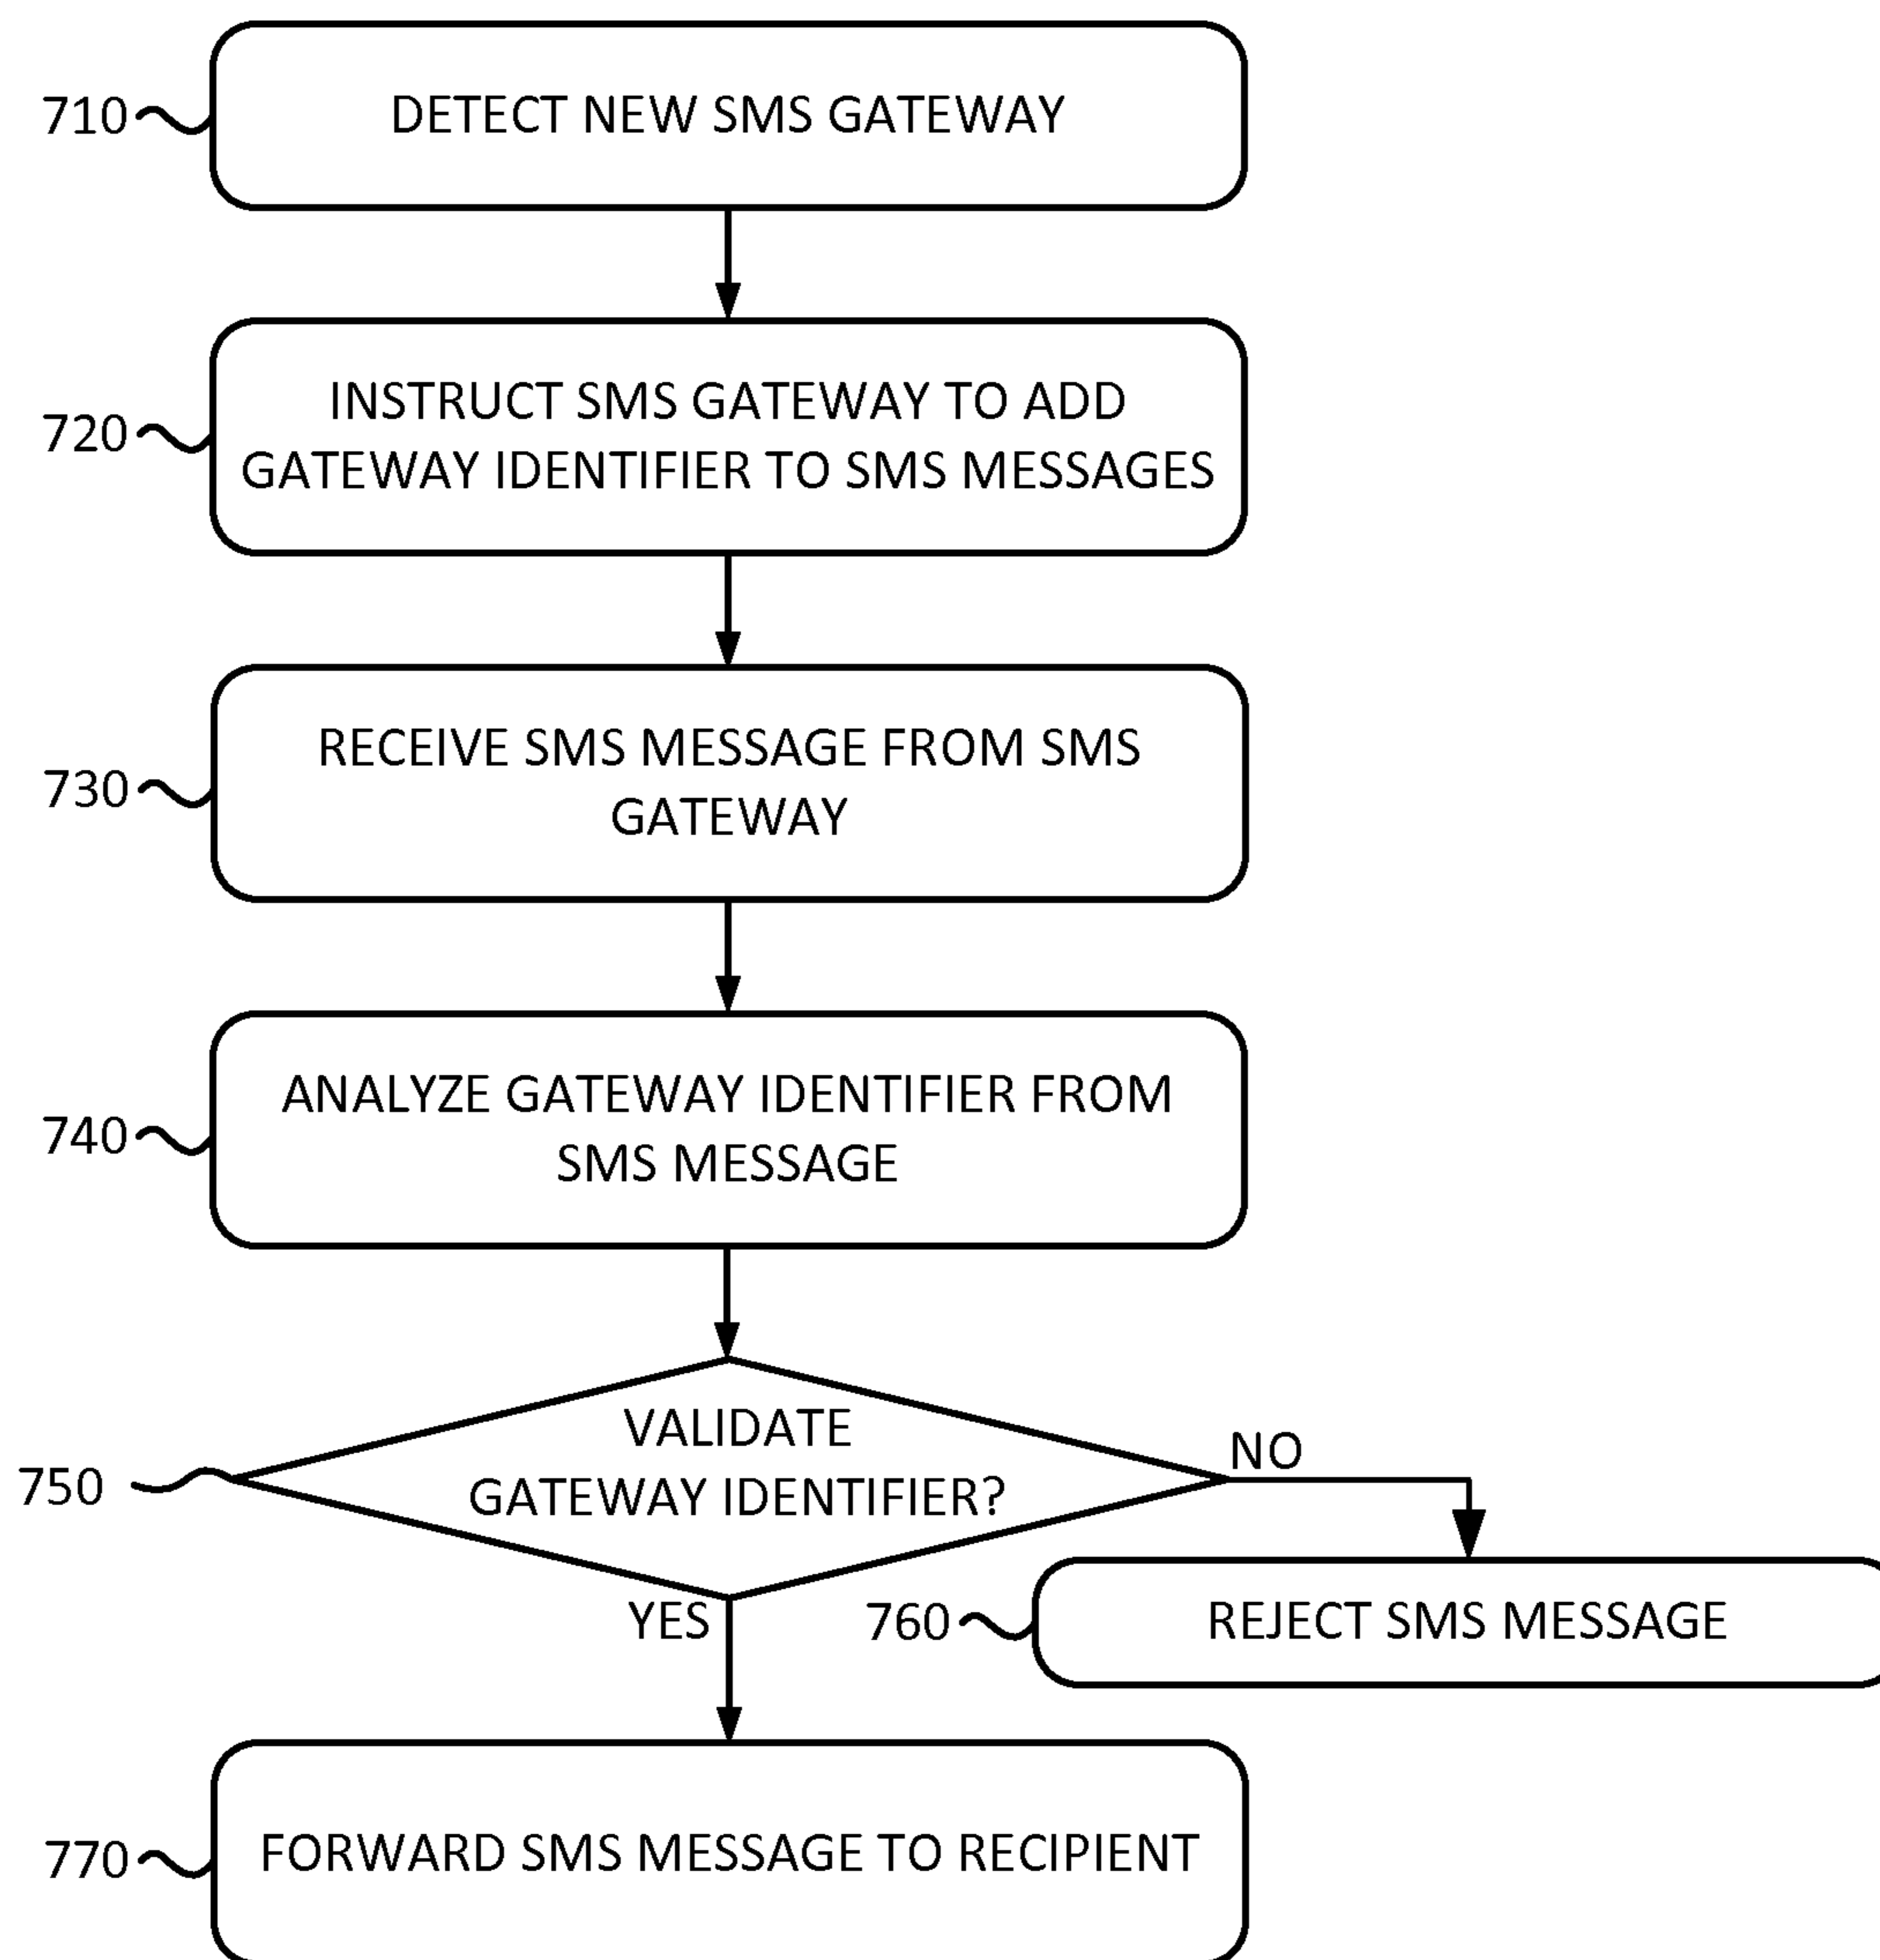 710
DETECT NEW SMS GATEWAY
720
INSTRUCT SMS GATEWAY TO ADD
GATEWAY IDENTIFIER TO SMS MESSAGES
730
RECEIVE SMS MESSAGE FROM SMS
GATEWAY
740
ANALYZE GATEWAY IDENTIFIER FROM
SMS MESSAGE
750
VALIDATE
GATEWAY IDENTIFIER?
NO
YES
760
REJECT SMS MESSAGE
770
FORWARD SMS MESSAGE TO RECIPIENT